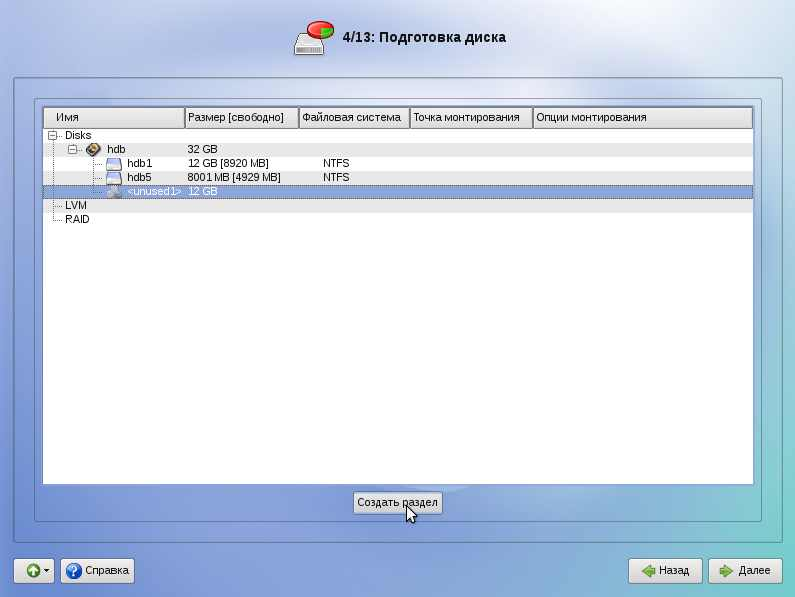 4/13: Подготовка диска
Имя Размер [свободно] Файловая система Точка монтирования Опции монтирования
Disks
hdb 32 GB
hdb1 12 GB [8920 MB] NTFS
hdb5 8001 MB [4929 MB] NTFS
<unused1> 12 GB
LVM
RAID
Создать раздел
Справка Назад Далее